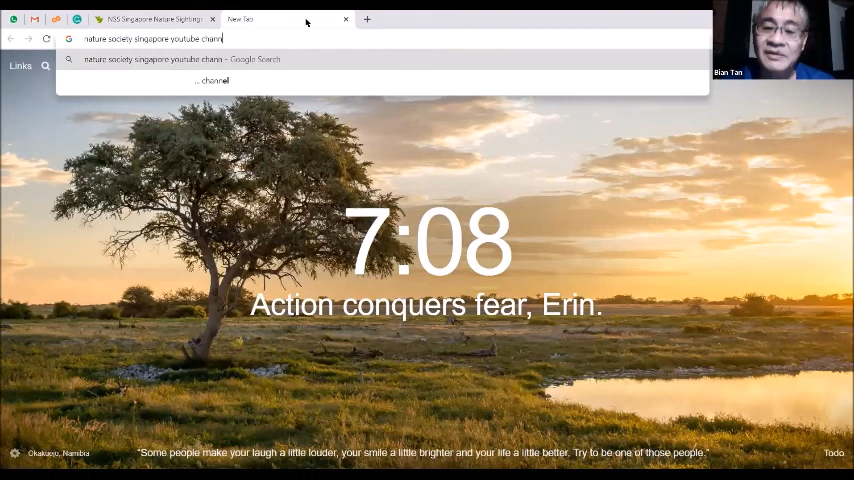 NSS Singapore Nature Sightings
New Tab
nature society singapore youtube chann
nature society singapore youtube chann - Google Search
... channel
Links
Bian Tan
7:08
Action conquers fear, Erin.
Okakuejo, Namibia
"Some people make your laugh a little louder, your smile a little brighter and your life a little better. Try to be one of those people."
Todo